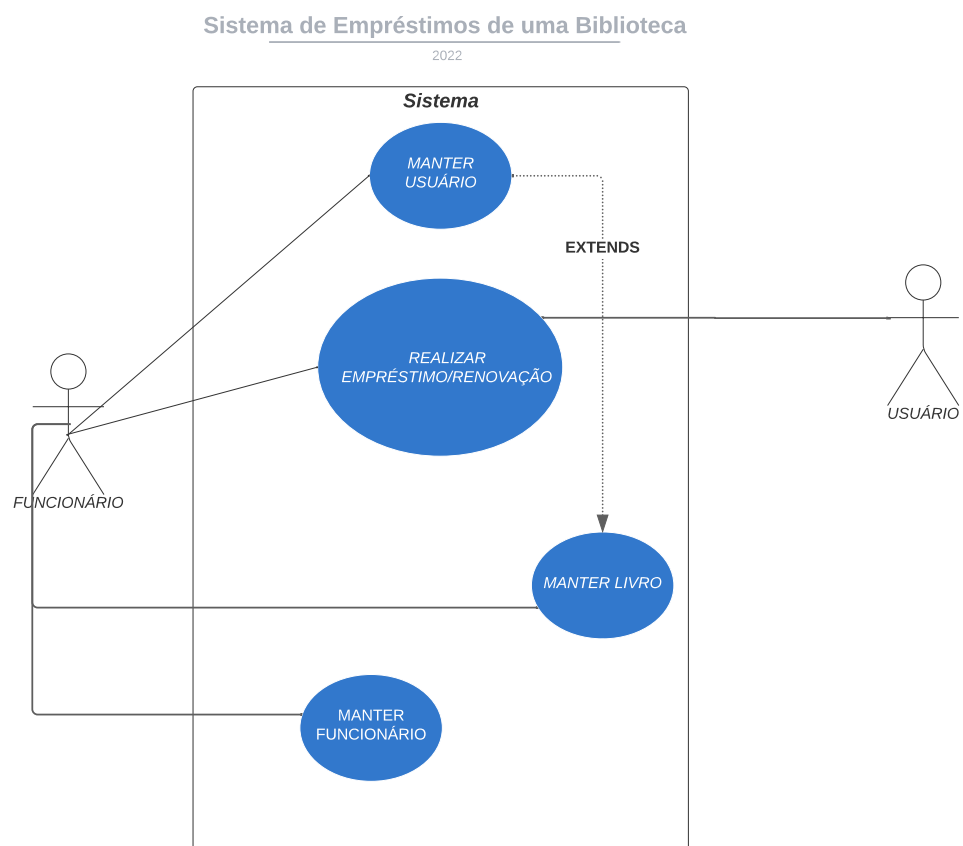 Sistema de Empréstimos de uma Biblioteca
2022
Sistema
MANTER
USUÁRIO
EXTENDS
REALIZAR
EMPRÉSTIMO/RENOVAÇÃO
USUÁRIO
FUNCIONÁRIO
MANTER LIVRO
MANTER
FUNCIONÁRIO